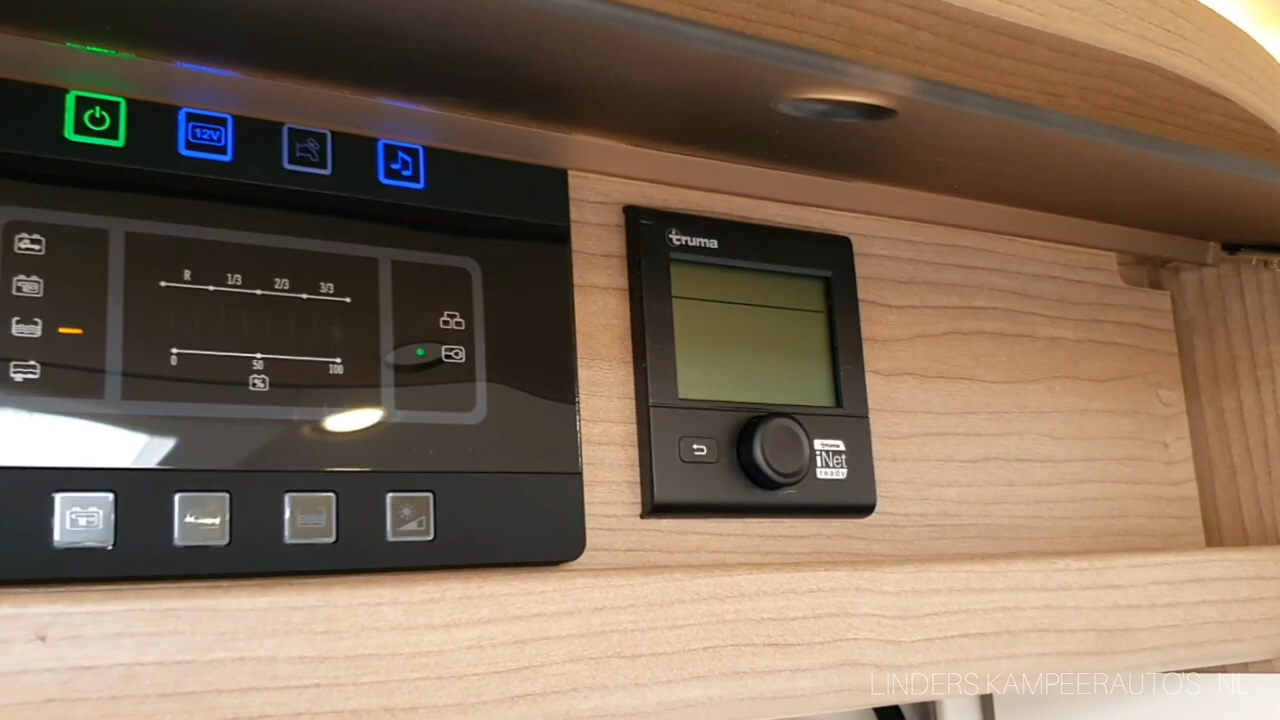 12V
R 1/3 2/3 3/3
0 50 100
%
truma
truma
iNet
ready
LINDERS KAMPEERAUTO'S NL